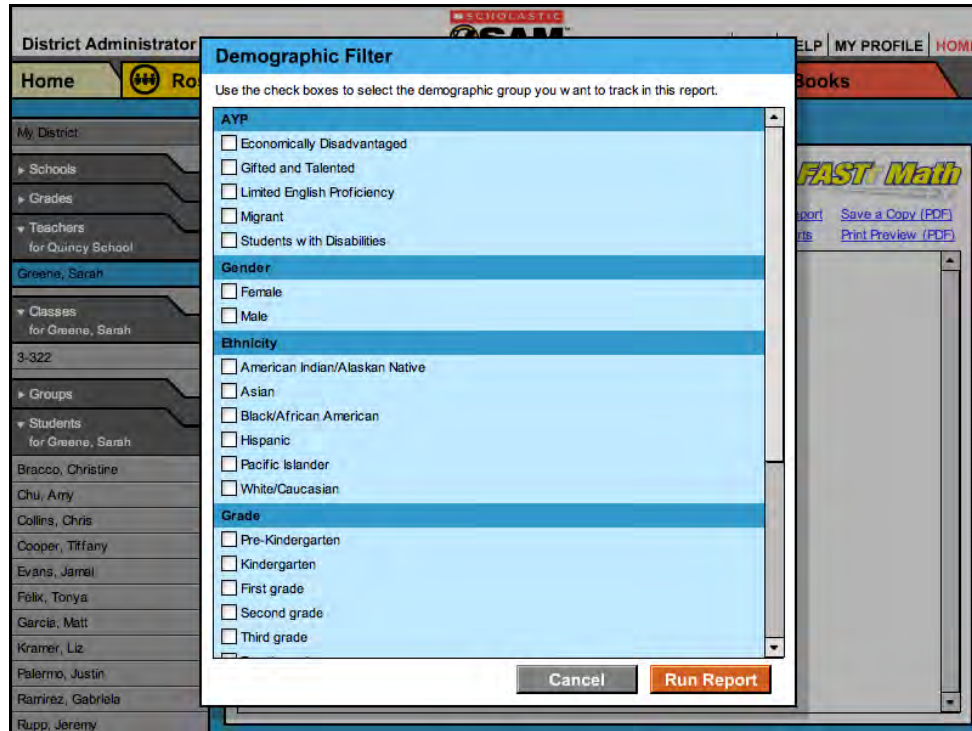 SCHOLASTIC
SAM
District Administrator
ELP | MY PROFILE | HOM
Home
Ro
Books
Demographic Filter
Use the check boxes to select the demographic group you want to track in this report.
AYP
Economically Disadvantaged
Gifted and Talented
Limited English Proficiency
Migrant
Students with Disabilities
Gender
Female
Male
Ethnicity
American Indian/Alaskan Native
Asian
Black/African American
Hispanic
Pacific Islander
White/Caucasian
Grade
Pre-Kindergarten
Kindergarten
First grade
Second grade
Third grade
Cancel
Run Report
My District
Schools
Grades
Teachers
for Quincy School
Greene, Sarah
Classes
for Greene, Sarah
3-322
Groups
Students
for Greene, Sarah
Bracco, Christine
Chu, Amy
Collins, Chris
Cooper, Tiffany
Evans, Jamal
Felix, Tonya
Garcia, Matt
Kramer, Liz
Palermo, Justin
Ramirez, Gabriela
Rupp, Jeremy
FASTT Math
port Save a Copy (PDF)
rts Print Preview (PDF)